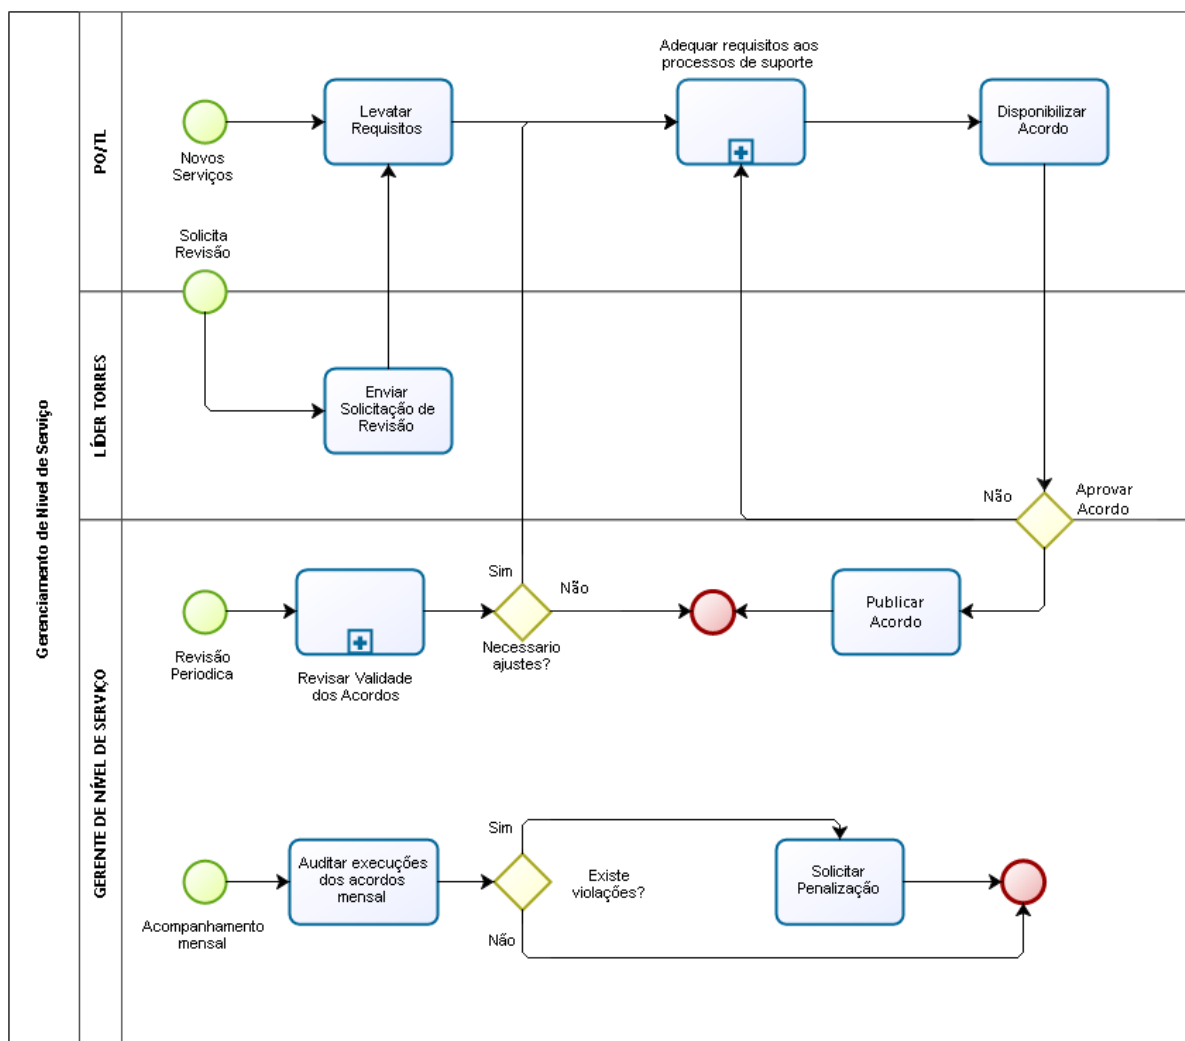 Gerenciamento de Nivel de Serviço
PO/TL
Adequar requisitos aos
processos de suporte
Levatar
Requisitos
Disponibilizar
Acordo
Novos
Serviços
Solicita
Revisão
LÍDER TORRES
Enviar
Solicitação de
Revisão
Não
Aprovar
Acordo
GERENTE DE NÍVEL DE SERVIÇO
Sim
Não
Publicar
Acordo
Revisão
Periodica
Necessario
ajustes?
Revisar Validade
dos Acordos
Sim
Auditar execuções
dos acordos
mensal
Existe
violações?
Solicitar
Penalização
Acompanhamento
mensal
Não